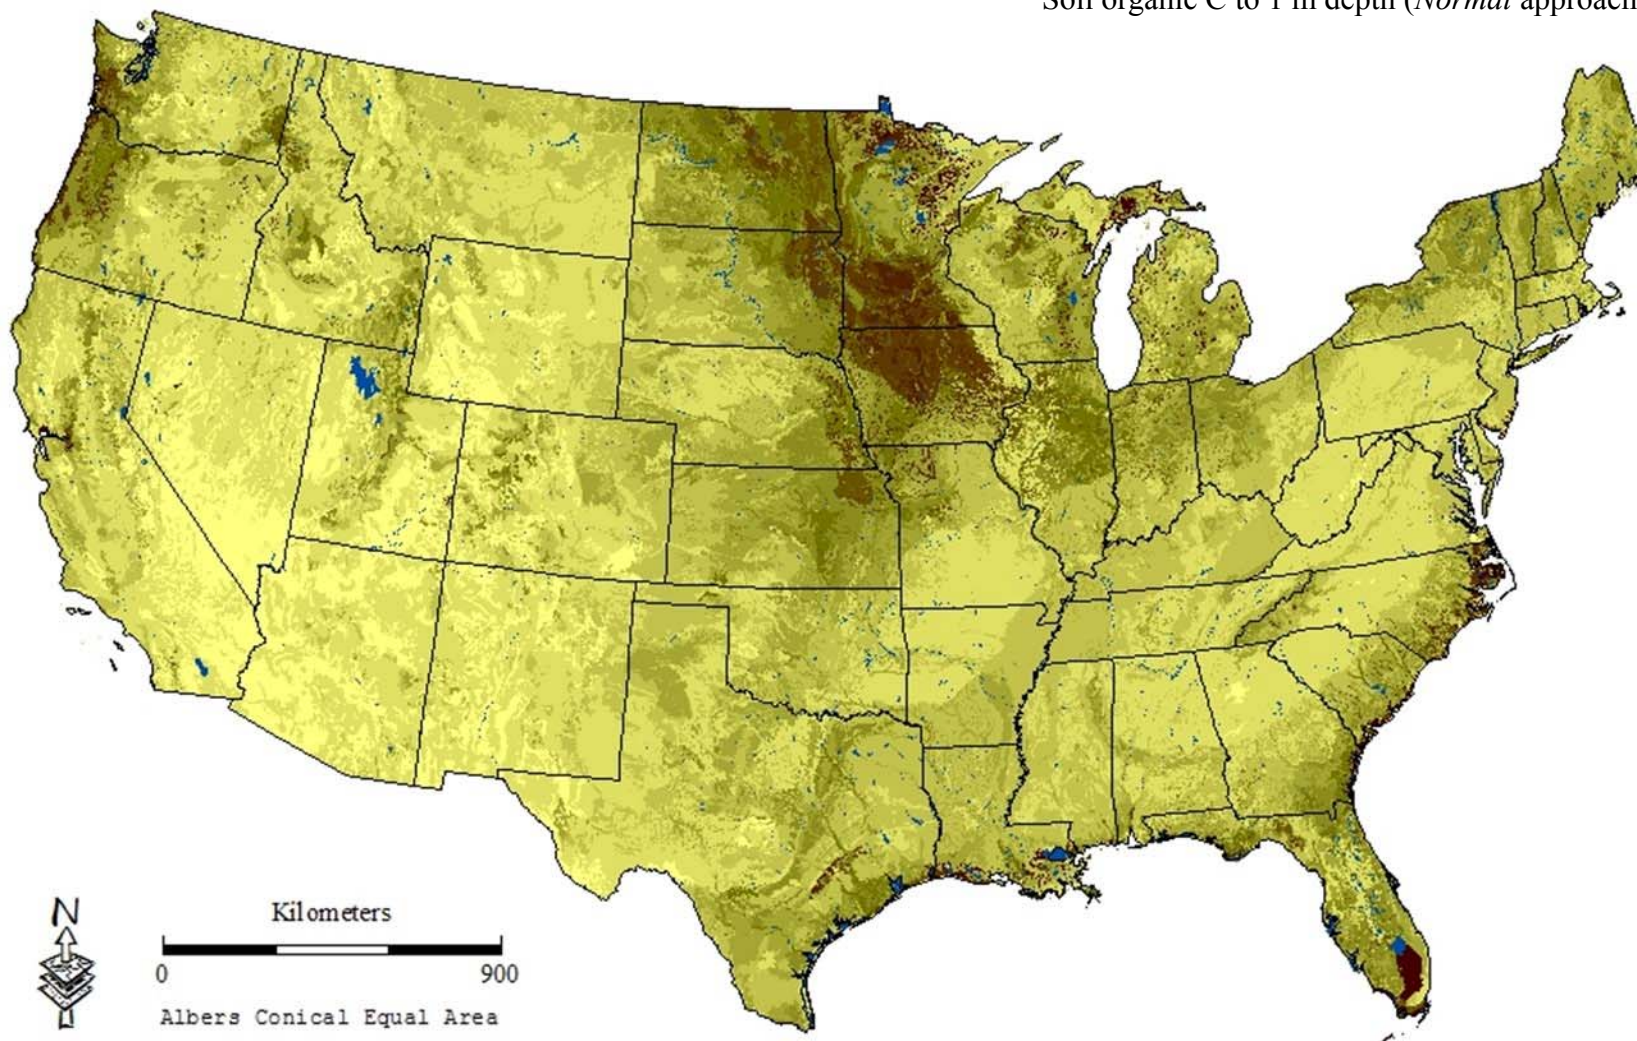 Soil organic C to 1 m depth (Normal approach
N
Kilometers
0 900
Albers Conical Equal Area